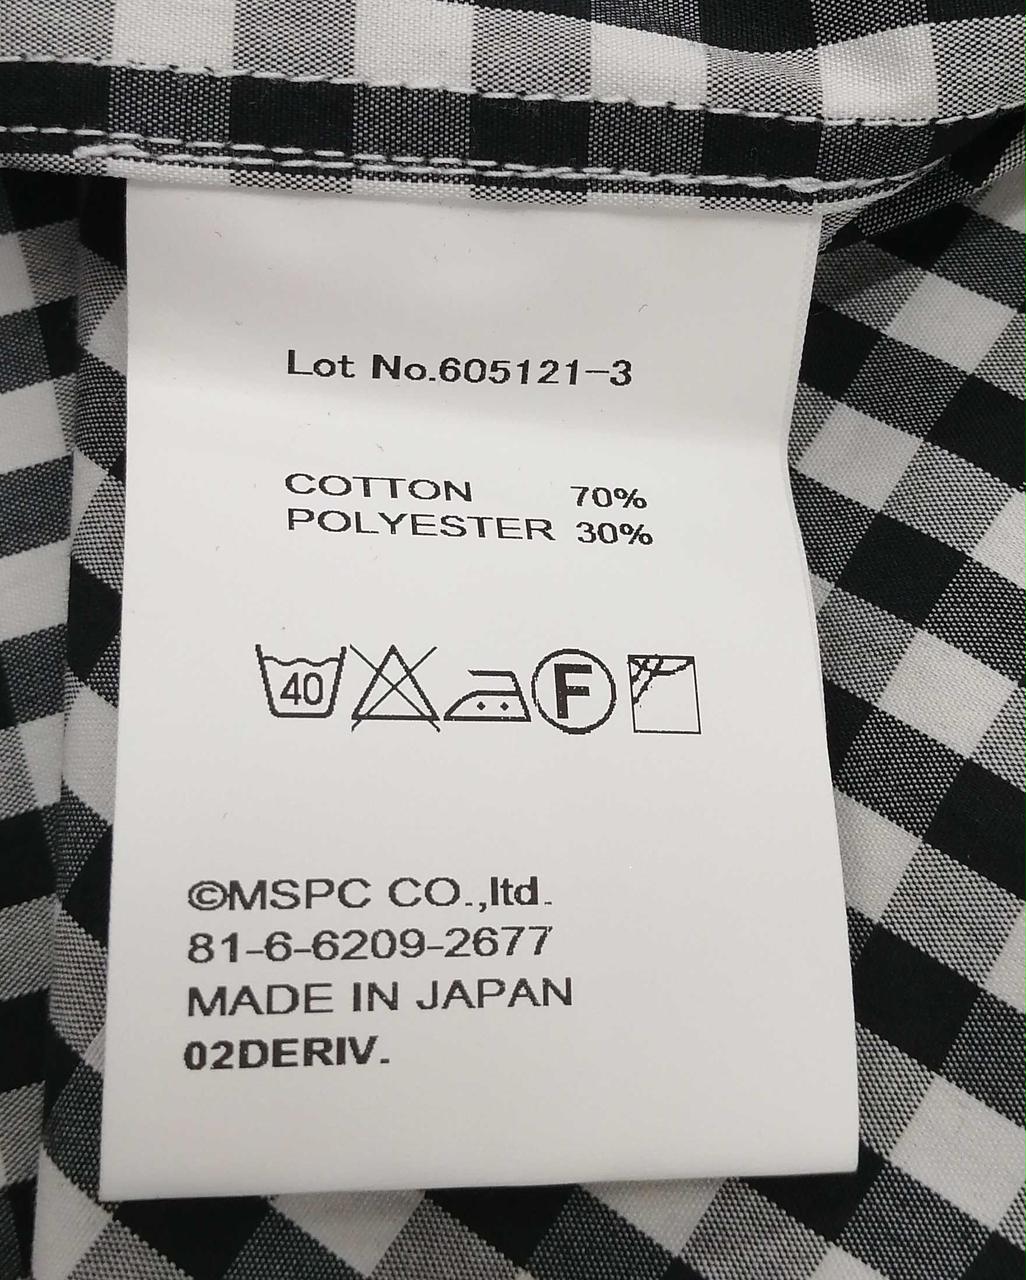 Lot No.605121-3
COTTON 70%
POLYESTER 30%
40 F
©MSPC CO.,ltd.
81-6-6209-2677
MADE IN JAPAN
02DERIV.